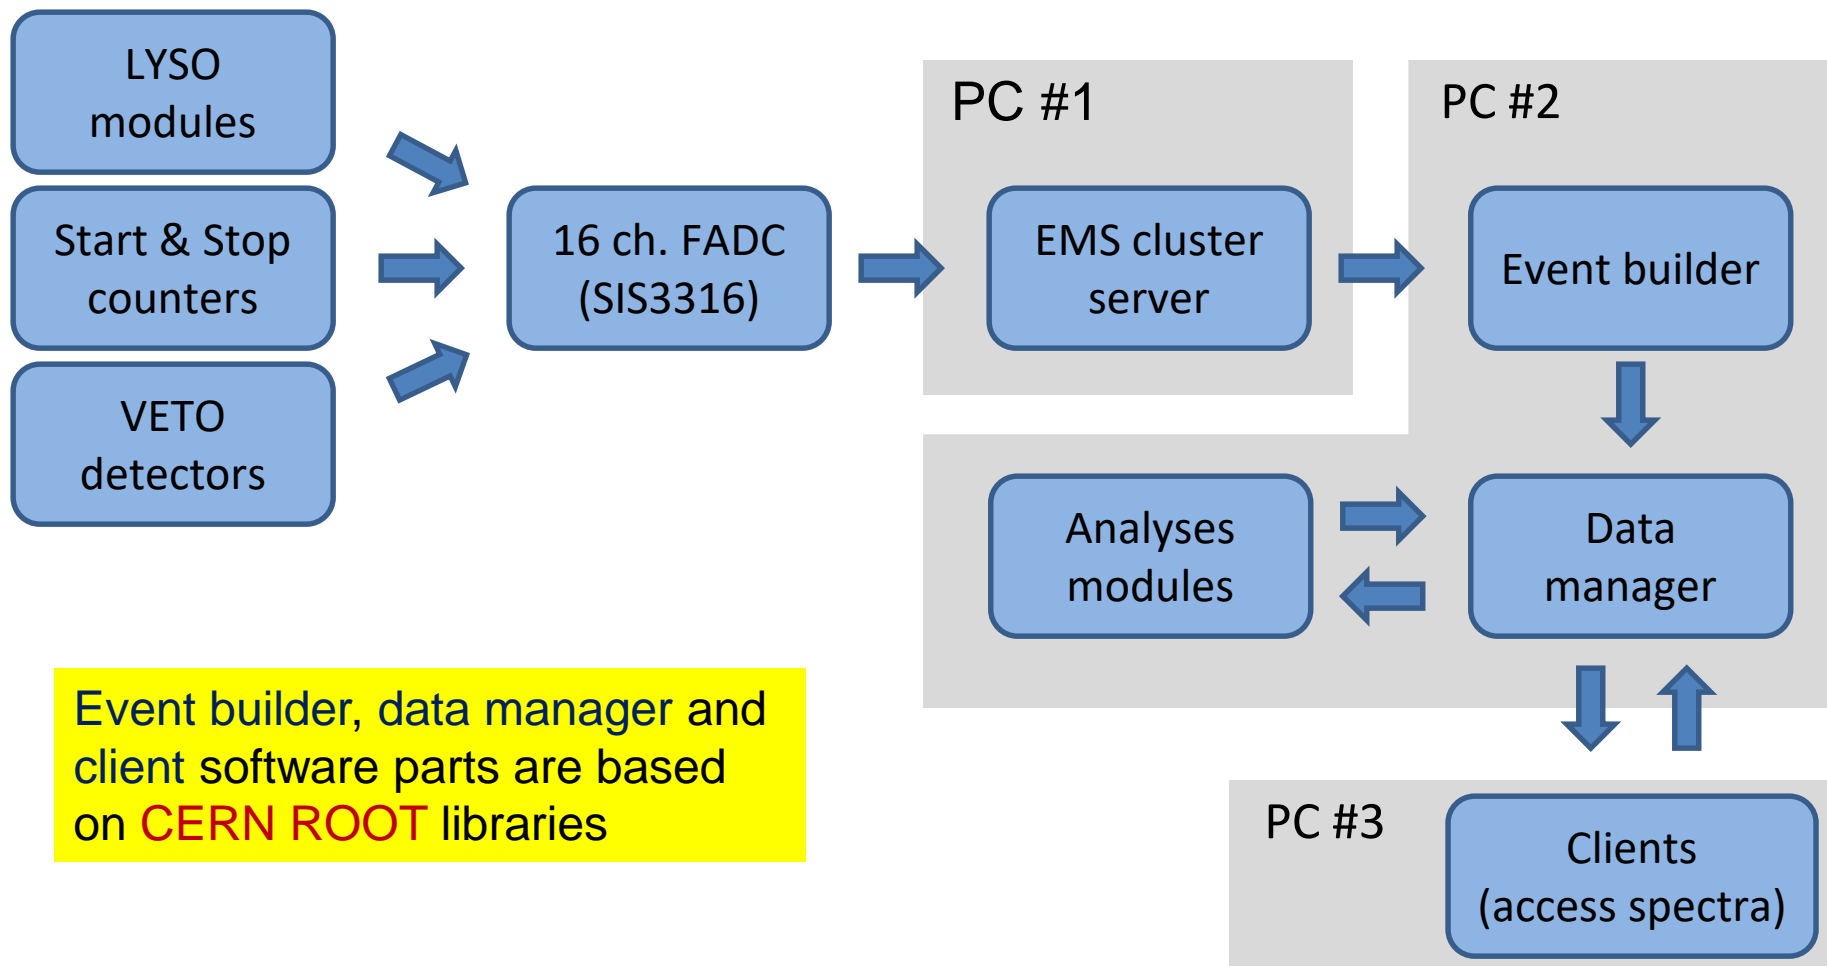 LYSO
modules
Start & Stop
counters
VETO
detectors
16 ch. FADC
(SIS3316)
PC #1
EMS cluster
server
PC #2
Event builder
Analyses
modules
Data
manager
Event builder, data manager and
client software parts are based
on CERN ROOT libraries
PC #3
Clients
(access spectra)